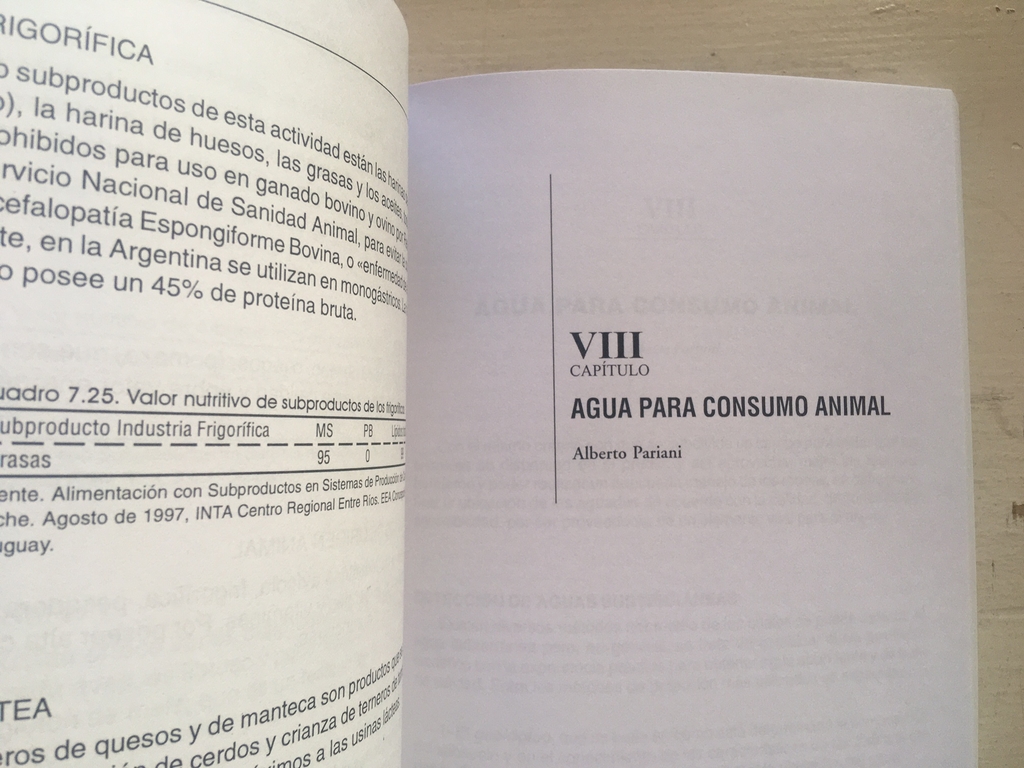 RIGORÍFICA
subproductos de esta actividad están las harinas
la harina de huesos, las grasas y los aceites
ohibidos para uso en ganado bovino y ovino por
rvicio Nacional de Sanidad Animal, para evitar la
cefalopatía Espongiforme Bovina, o «enfermedad
te, en la Argentina se utilizan en monogástricos.
o posee un 45% de proteína bruta.
uadro 7.25. Valor nutritivo de subproductos de los frigoríficos
ubproducto Industria Frigorífica MS PB
rasas 95 0
ente. Alimentación con Subproductos en Sistemas de Producción
che. Agosto de 1997, INTA Centro Regional Entre Ríos. EEA
uguay.
TEA
eros de quesos y de manteca son productos que
ón de cerdos y crianza de terneros de
ximos a las usinas lácteas
VIII
CAPÍTULO
AGUA PARA CONSUMO ANIMAL
Alberto Pariani